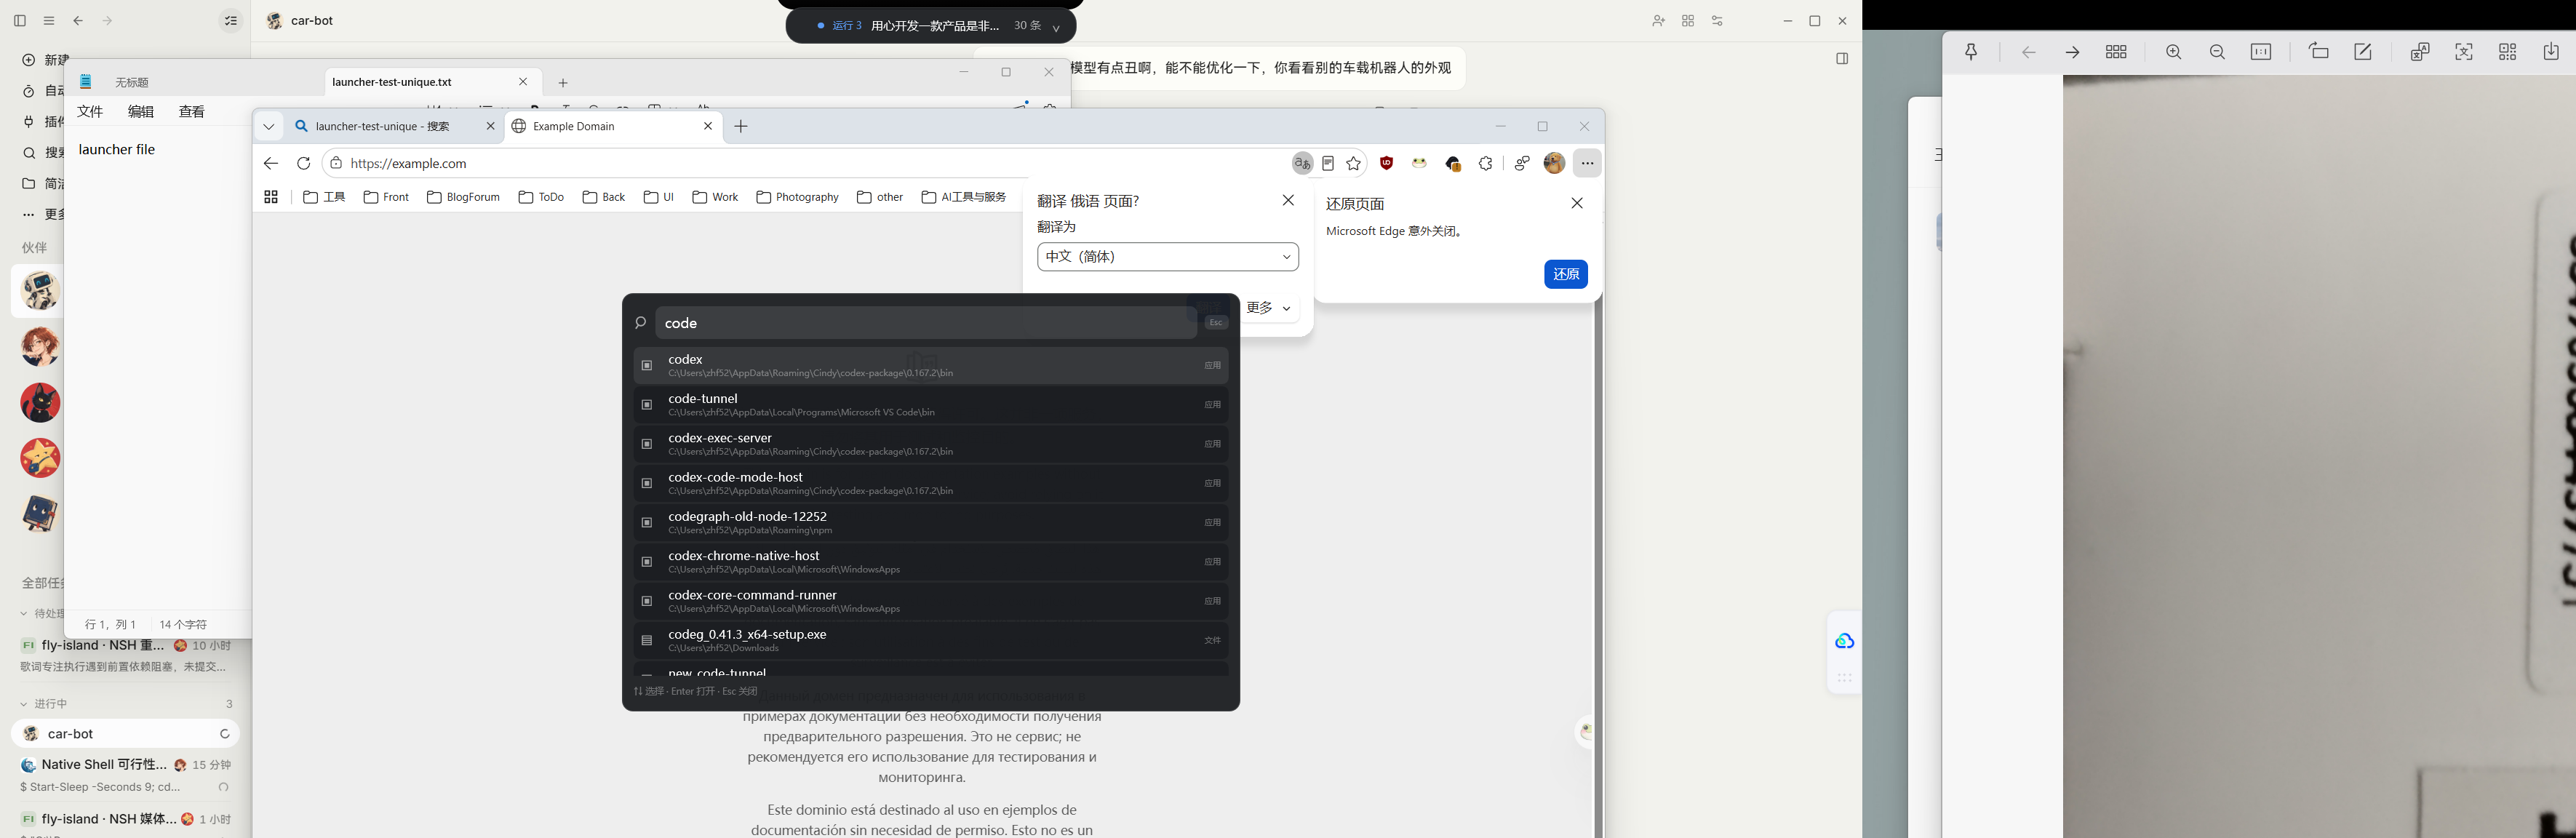 car-bot
运行 3 用心开发一款产品是非... 30 条
模型有点丑啊，能不能优化一下，你看看别的车载机器人的外观
新建
自动
插件
搜索
简洁
更多
伙伴
全部任务
待处理
fly-island · NSH 重... 10 小时
歌词专注执行遇到前置依赖阻塞，未提交...
进行中 3
car-bot
Native Shell 可行性... 15 分钟
$ Start-Sleep -Seconds 9; cd...
fly-island · NSH 媒体... 1 小时
无标题
launcher-test-unique.txt
文件 编辑 查看
launcher file
行 1，列 1 14 个字符
launcher-test-unique - 搜索
Example Domain
https://example.com
工具 Front BlogForum ToDo Back UI Work Photography other AI工具与服务
翻译 俄语 页面?
翻译为
中文（简体）
更多
还原页面
Microsoft Edge 意外关闭。
还原
code
Esc
codex
C:\Users\zhf52\AppData\Roaming\Cindy\codex-package\0.167.2\bin
应用
code-tunnel
C:\Users\zhf52\AppData\Local\Programs\Microsoft VS Code\bin
应用
codex-exec-server
C:\Users\zhf52\AppData\Roaming\Cindy\codex-package\0.167.2\bin
应用
codex-code-mode-host
C:\Users\zhf52\AppData\Roaming\Cindy\codex-package\0.167.2\bin
应用
codegraph-old-node-12252
C:\Users\zhf52\AppData\Roaming\npm
应用
codex-chrome-native-host
C:\Users\zhf52\AppData\Local\Microsoft\WindowsApps
应用
codex-core-command-runner
C:\Users\zhf52\AppData\Local\Microsoft\WindowsApps
应用
codeg_0.41.3_x64-setup.exe
C:\Users\zhf52\Downloads
文件
new_code-tunnel
↑↓ 选择 · Enter 打开 · Esc 关闭
примерах документации без необходимости получения
предварительного разрешения. Это не сервис; не
рекомендуется его использование для тестирования и
мониторинга.
Este dominio está destinado al uso en ejemplos de
documentación sin necesidad de permiso. Esto no es un